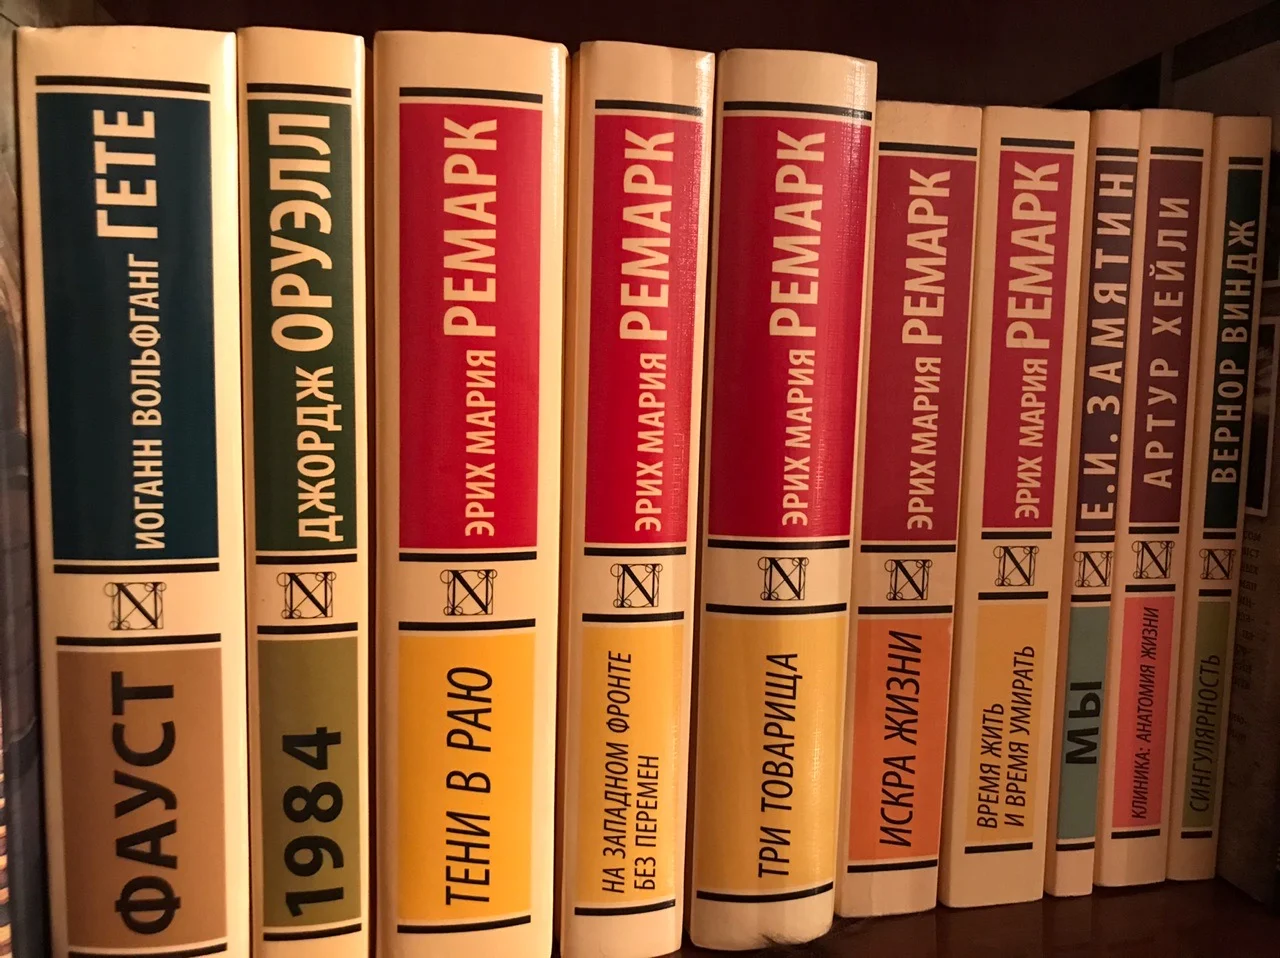 ИОГАНН ВОЛЬФГАНГ ГЕТЕ
ФАУСТ
ДЖОРДЖ ОРУЭЛЛ
1984
ЭРИХ МАРИЯ РЕМАРК
ТЕНИ В РАЮ
ЭРИХ МАРИЯ РЕМАРК
НА ЗАПАДНОМ ФРОНТЕ
БЕЗ ПЕРЕМЕН
ЭРИХ МАРИЯ РЕМАРК
ТРИ ТОВАРИЩА
ЭРИХ МАРИЯ РЕМАРК
ИСКРА ЖИЗНИ
ЭРИХ МАРИЯ РЕМАРК
ВРЕМЯ ЖИТЬ
И ВРЕМЯ УМИРАТЬ
Е.И. ЗАМЯТИН
МЫ
АРТУР ХЕЙЛИ
КЛИНИКА: АНАТОМИЯ ЖИЗНИ
ВЕРНОР ВИНДЖ
СИНГУЛЯРНОСТЬ